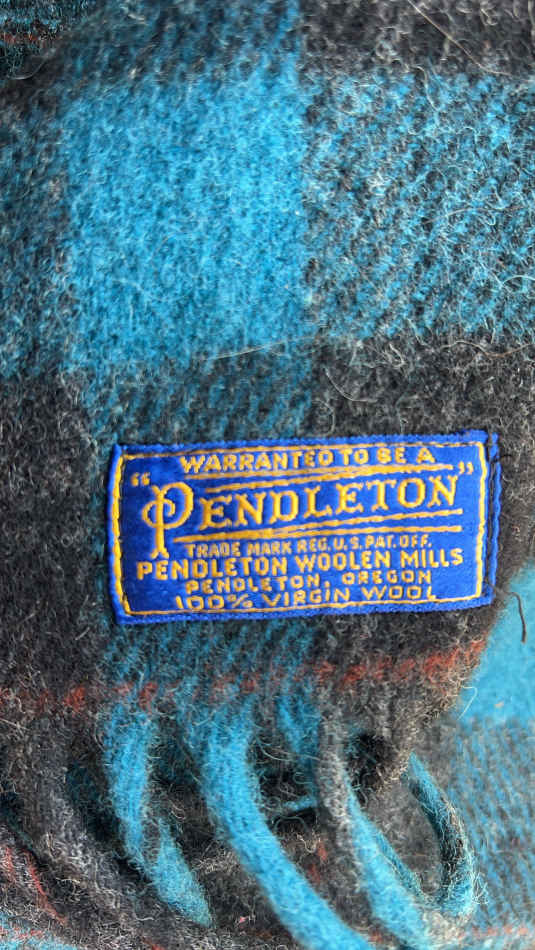 WARRANTED TO BE A
"PENDLETON"
TRADE MARK REG. U.S. PAT. OFF.
PENDLETON WOOLEN MILLS
PENDLETON, OREGON
100% VIRGIN WOOL